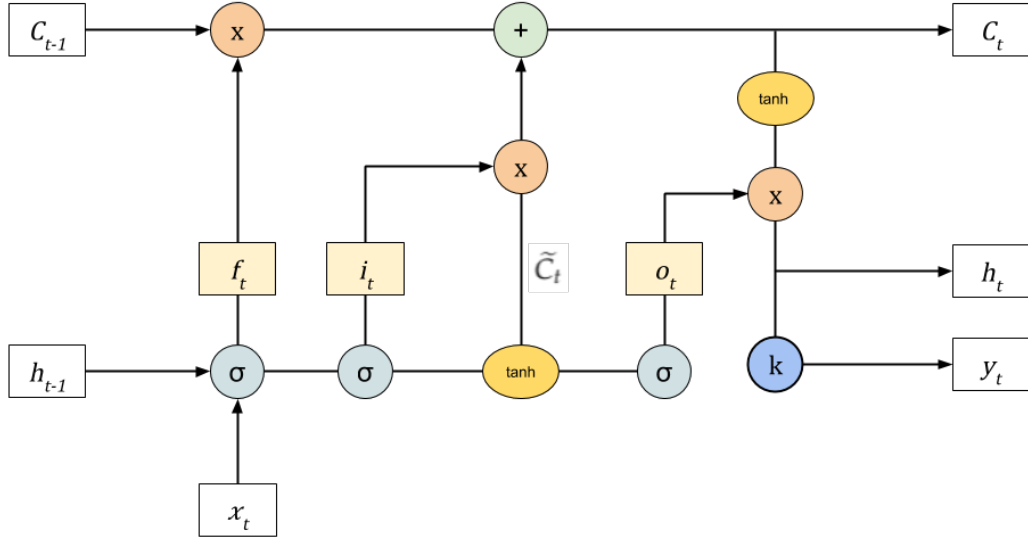 C_{t-1} x + C_t
tanh
x x
f_t i_t C̃_t o_t h_t
h_{t-1} σ σ tanh σ k y_t
x_t